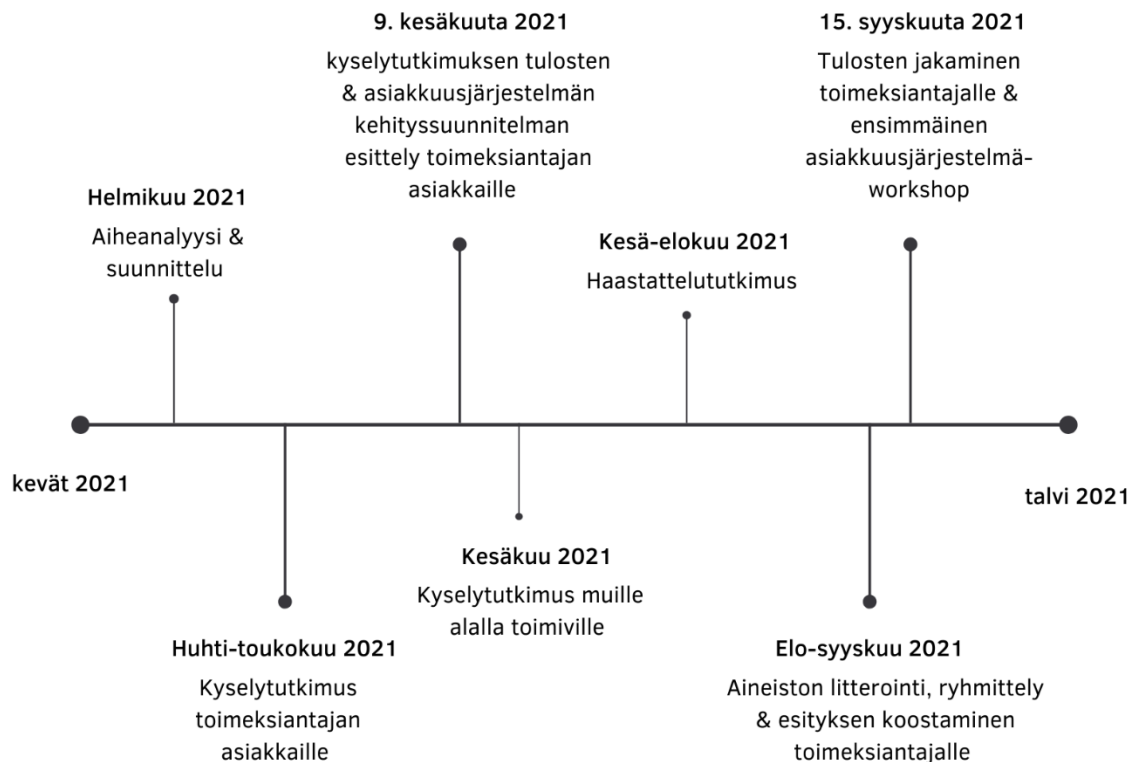 9. kesäkuuta 2021
kyselytutkimuksen tulosten
& asiakkuusjärjestelmän
kehityssuunnitelman
esittely toimeksiantajan
asiakkaille
15. syyskuuta 2021
Tulosten jakaminen
toimeksiantajalle &
ensimmäinen
asiakkuusjärjestelmä-
workshop
Helmikuu 2021
Aiheanalyysi &
suunnittelu
Kesä-elokuu 2021
Haastattelututkimus
kevät 2021
talvi 2021
Kesäkuu 2021
Kyselytutkimus muille
alalla toimiville
Huhti-toukokuu 2021
Kyselytutkimus
toimeksiantajan
asiakkaille
Elo-syyskuu 2021
Aineiston litterointi, ryhmittely
& esityksen koostaminen
toimeksiantajalle